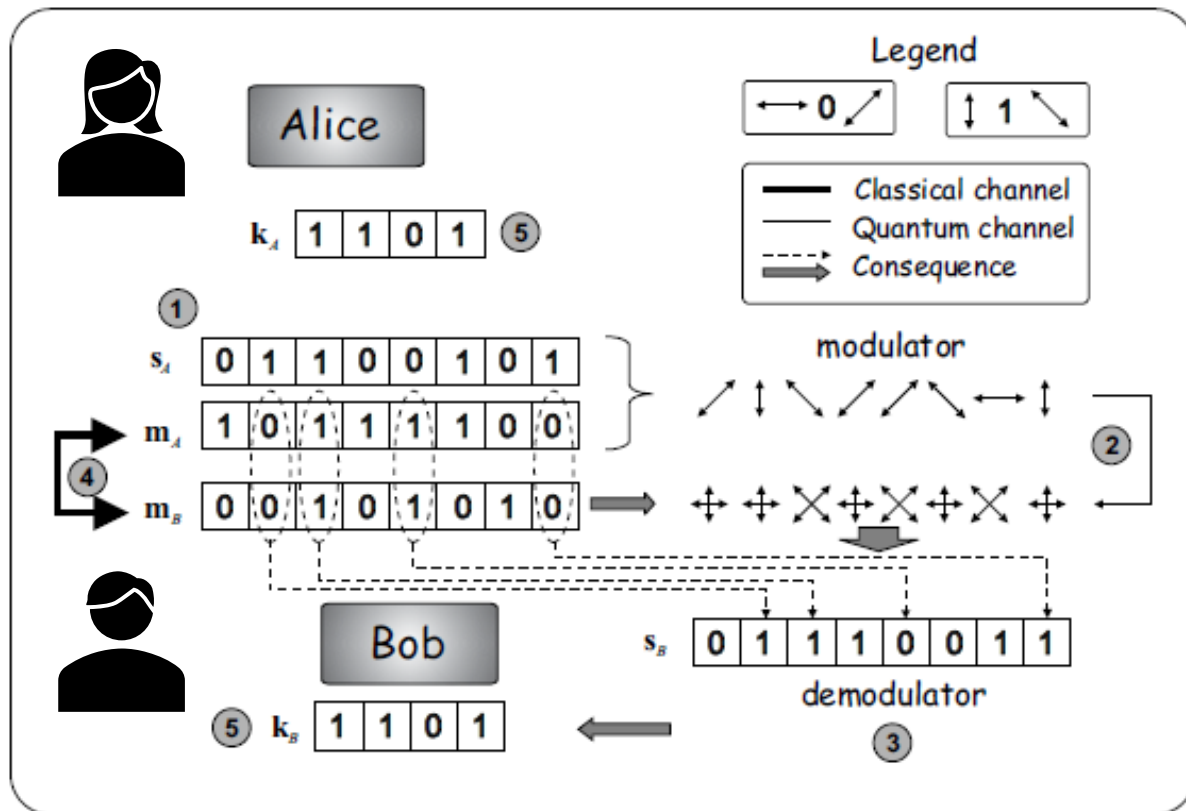 Legend
0
1
Alice
Classical channel
Quantum channel
Consequence
k_A 1 1 0 1 5
1
s_A 0 1 1 0 0 1 0 1
modulator
m_A 1 0 1 1 1 1 0 0
2
4
m_B 0 0 1 0 1 0 1 0
Bob
s_B 0 1 1 1 0 0 1 1
demodulator
5 k_B 1 1 0 1
3